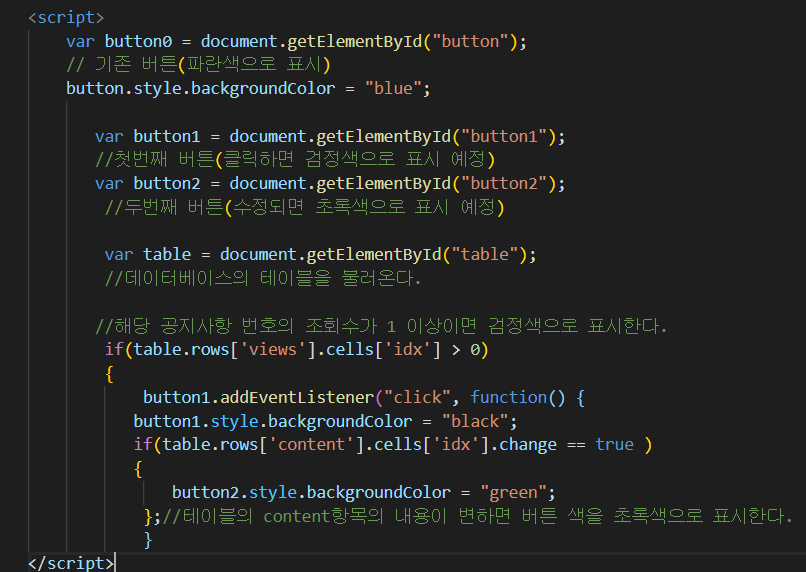 <script>
var button0 = document.getElementById("button");
// 기존 버튼(파란색으로 표시)
button.style.backgroundColor = "blue";
var button1 = document.getElementById("button1");
//첫번째 버튼(클릭하면 검정색으로 표시 예정)
var button2 = document.getElementById("button2");
//두번째 버튼(수정되면 초록색으로 표시 예정)
var table = document.getElementById("table");
//데이터베이스의 테이블을 불러온다.
//해당 공지사항 번호의 조회수가 1 이상이면 검정색으로 표시한다.
if(table.rows['views'].cells['idx'] > 0)
{
button1.addEventListener("click", function() {
button1.style.backgroundColor = "black";
if(table.rows['content'].cells['idx'].change == true )
{
button2.style.backgroundColor = "green";
};//테이블의 content항목의 내용이 변하면 버튼 색을 초록색으로 표시한다.
}
</script>